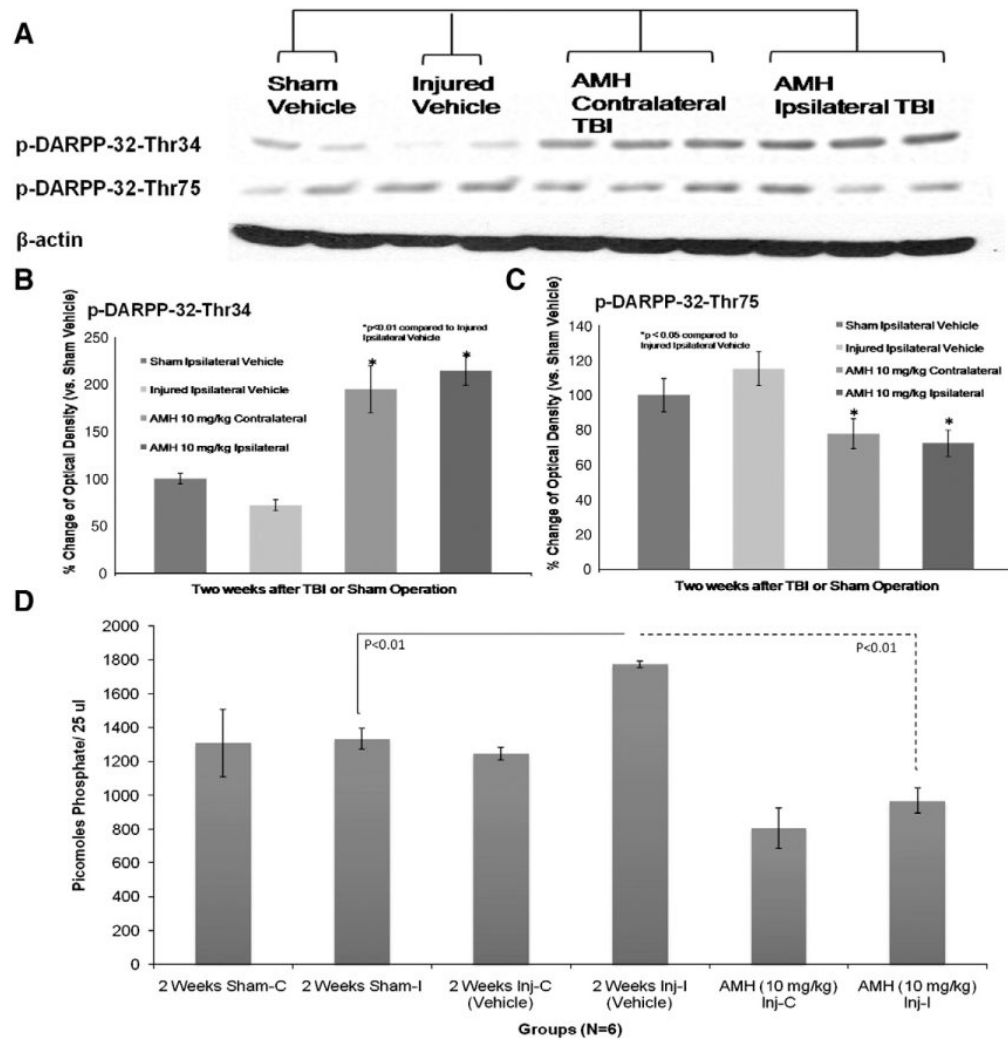 A
Sham
Vehicle
Injured
Vehicle
AMH
Contralateral
TBI
AMH
Ipsilateral TBI
p-DARPP-32-Thr34
p-DARPP-32-Thr75
β-actin
B
p-DARPP-32-Thr34
% Change of Optical Density (vs. Sham Vehicle)
250
200
150
100
50
0
Sham Ipsilateral Vehicle
Injured Ipsilateral Vehicle
AMH 10 mg/kg Contralateral
AMH 10 mg/kg Ipsilateral
*p<0.01 compared to Injured
Ipsilateral Vehicle
*
*
Two weeks after TBI or Sham Operation
C
p-DARPP-32-Thr75
% Change of Optical Density (vs. Sham Vehicle)
140
120
100
80
60
40
20
0
*p < 0.05 compared to
Injured Ipsilateral Vehicle
Sham Ipsilateral Vehicle
Injured Ipsilateral Vehicle
AMH 10 mg/kg Contralateral
AMH 10 mg/kg Ipsilateral
*
*
Two weeks after TBI or Sham Operation
D
Picomoles Phosphate/ 25 ul
2000
1800
1600
1400
1200
1000
800
600
400
200
0
P<0.01
P<0.01
2 Weeks Sham-C
2 Weeks Sham-I
2 Weeks Inj-C
(Vehicle)
2 Weeks Inj-I
(Vehicle)
AMH (10 mg/kg)
Inj-C
AMH (10 mg/kg)
Inj-I
Groups (N=6)